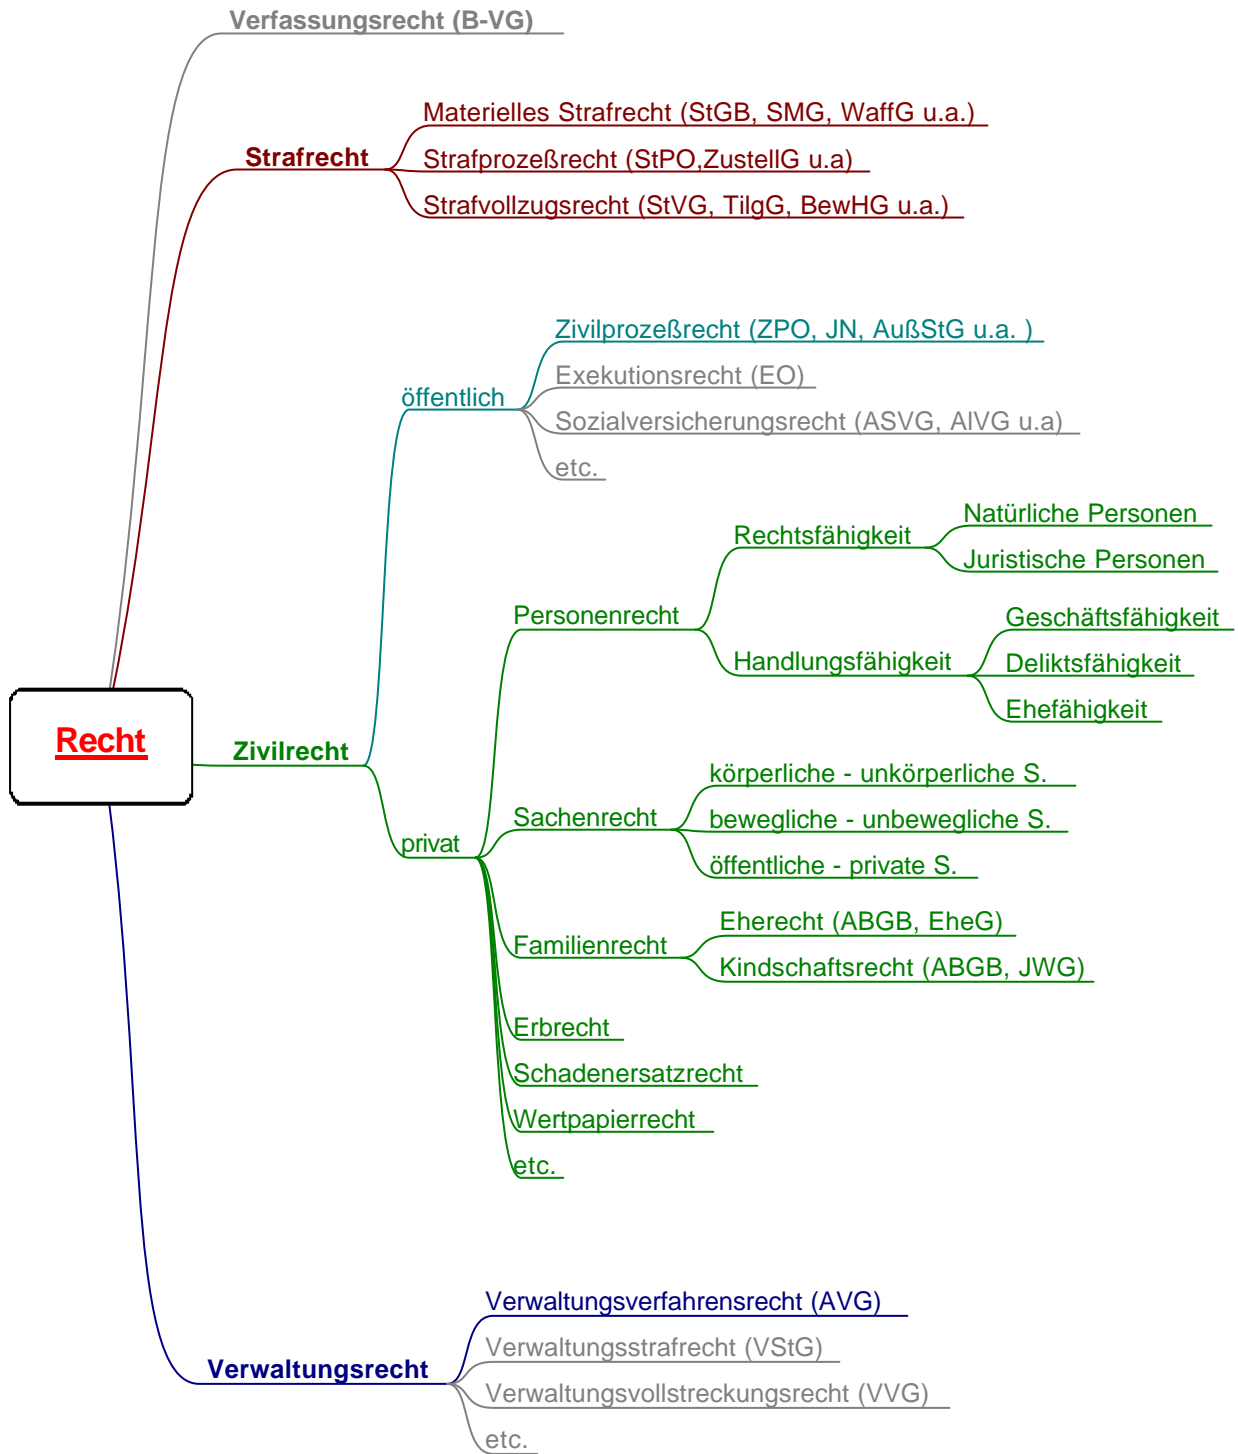 Verfassungsrecht (B-VG)
Materielles Strafrecht (StGB, SMG, WaffG u.a.)
Strafrecht
Strafprozeßrecht (StPO,ZustellG u.a)
Strafvollzugsrecht (StVG, TilgG, BewHG u.a.)
Zivilprozeßrecht (ZPO, JN, AußStG u.a. )
Exekutionsrecht (EO)
öffentlich
Sozialversicherungsrecht (ASVG, AlVG u.a)
etc.
Natürliche Personen
Rechtsfähigkeit
Juristische Personen
Personenrecht
Geschäftsfähigkeit
Handlungsfähigkeit
Deliktsfähigkeit
Ehefähigkeit
Recht
Zivilrecht
körperliche - unkörperliche S.
Sachenrecht
bewegliche - unbewegliche S.
privat
öffentliche - private S.
Eherecht (ABGB, EheG)
Familienrecht
Kindschaftsrecht (ABGB, JWG)
Erbrecht
Schadenersatzrecht
Wertpapierrecht
etc.
Verwaltungsverfahrensrecht (AVG)
Verwaltungsstrafrecht (VStG)
Verwaltungsrecht
Verwaltungsvollstreckungsrecht (VVG)
etc.